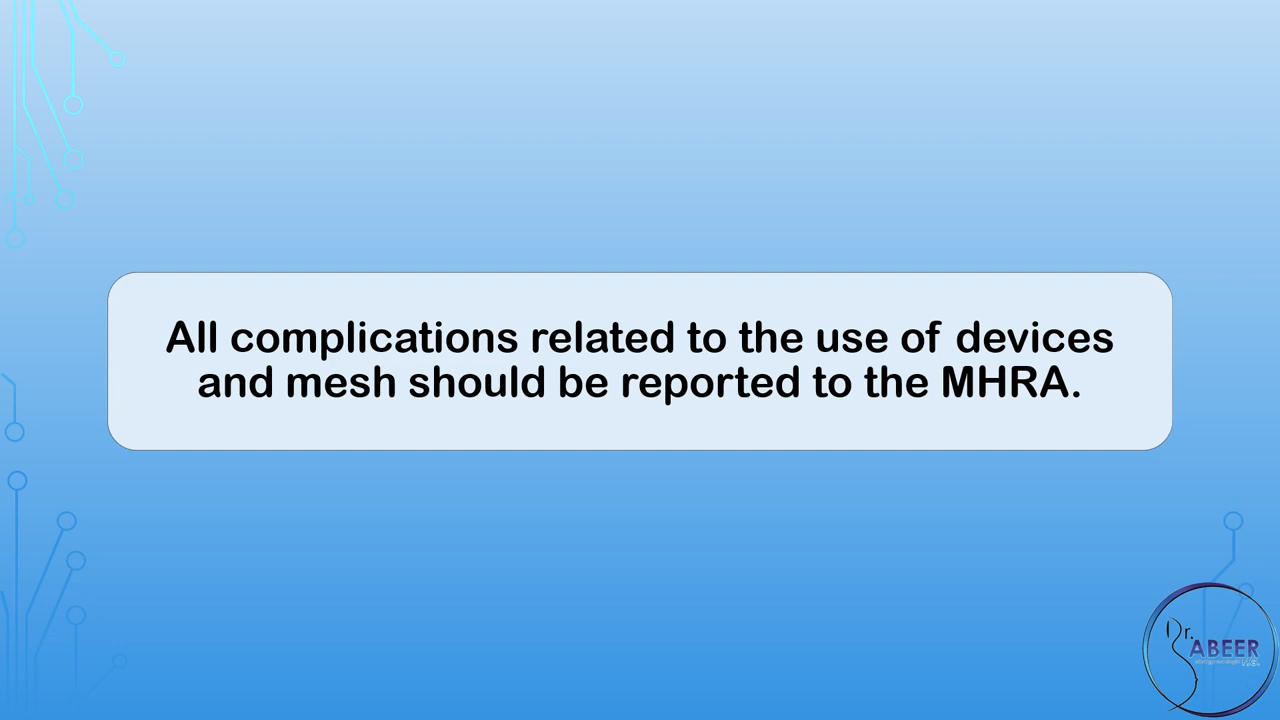 All complications related to the use of devices
and mesh should be reported to the MHRA.
Dr.
ABEER